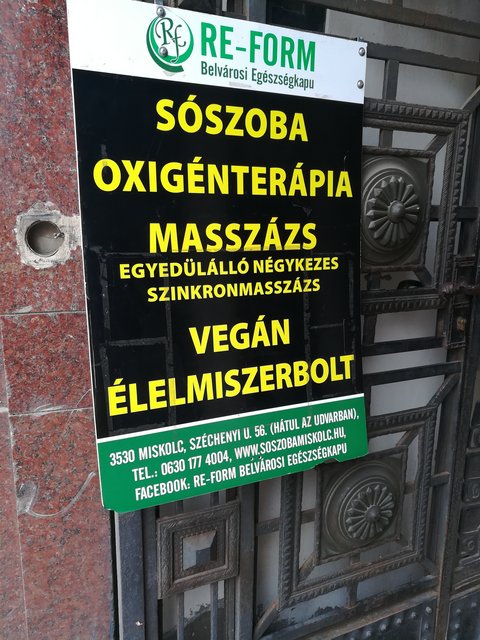 Rf
RE-FORM
Belvárosi Egészségkapu
SÓSZOBA
OXIGÉNTERÁPIA
MASSZÁZS
EGYEDÜLÁLLÓ NÉGYKEZES
SZINKRONMASSZÁZS
VEGÁN
ÉLELMISZERBOLT
3530 MISKOLC, SZÉCHENYI U. 56. (HÁTUL AZ UDVARBAN),
TEL.: 0630 177 4004, WWW.SOSZOBAMISKOLC.HU,
FACEBOOK: RE-FORM BELVÁROSI EGÉSZSÉGKAPU